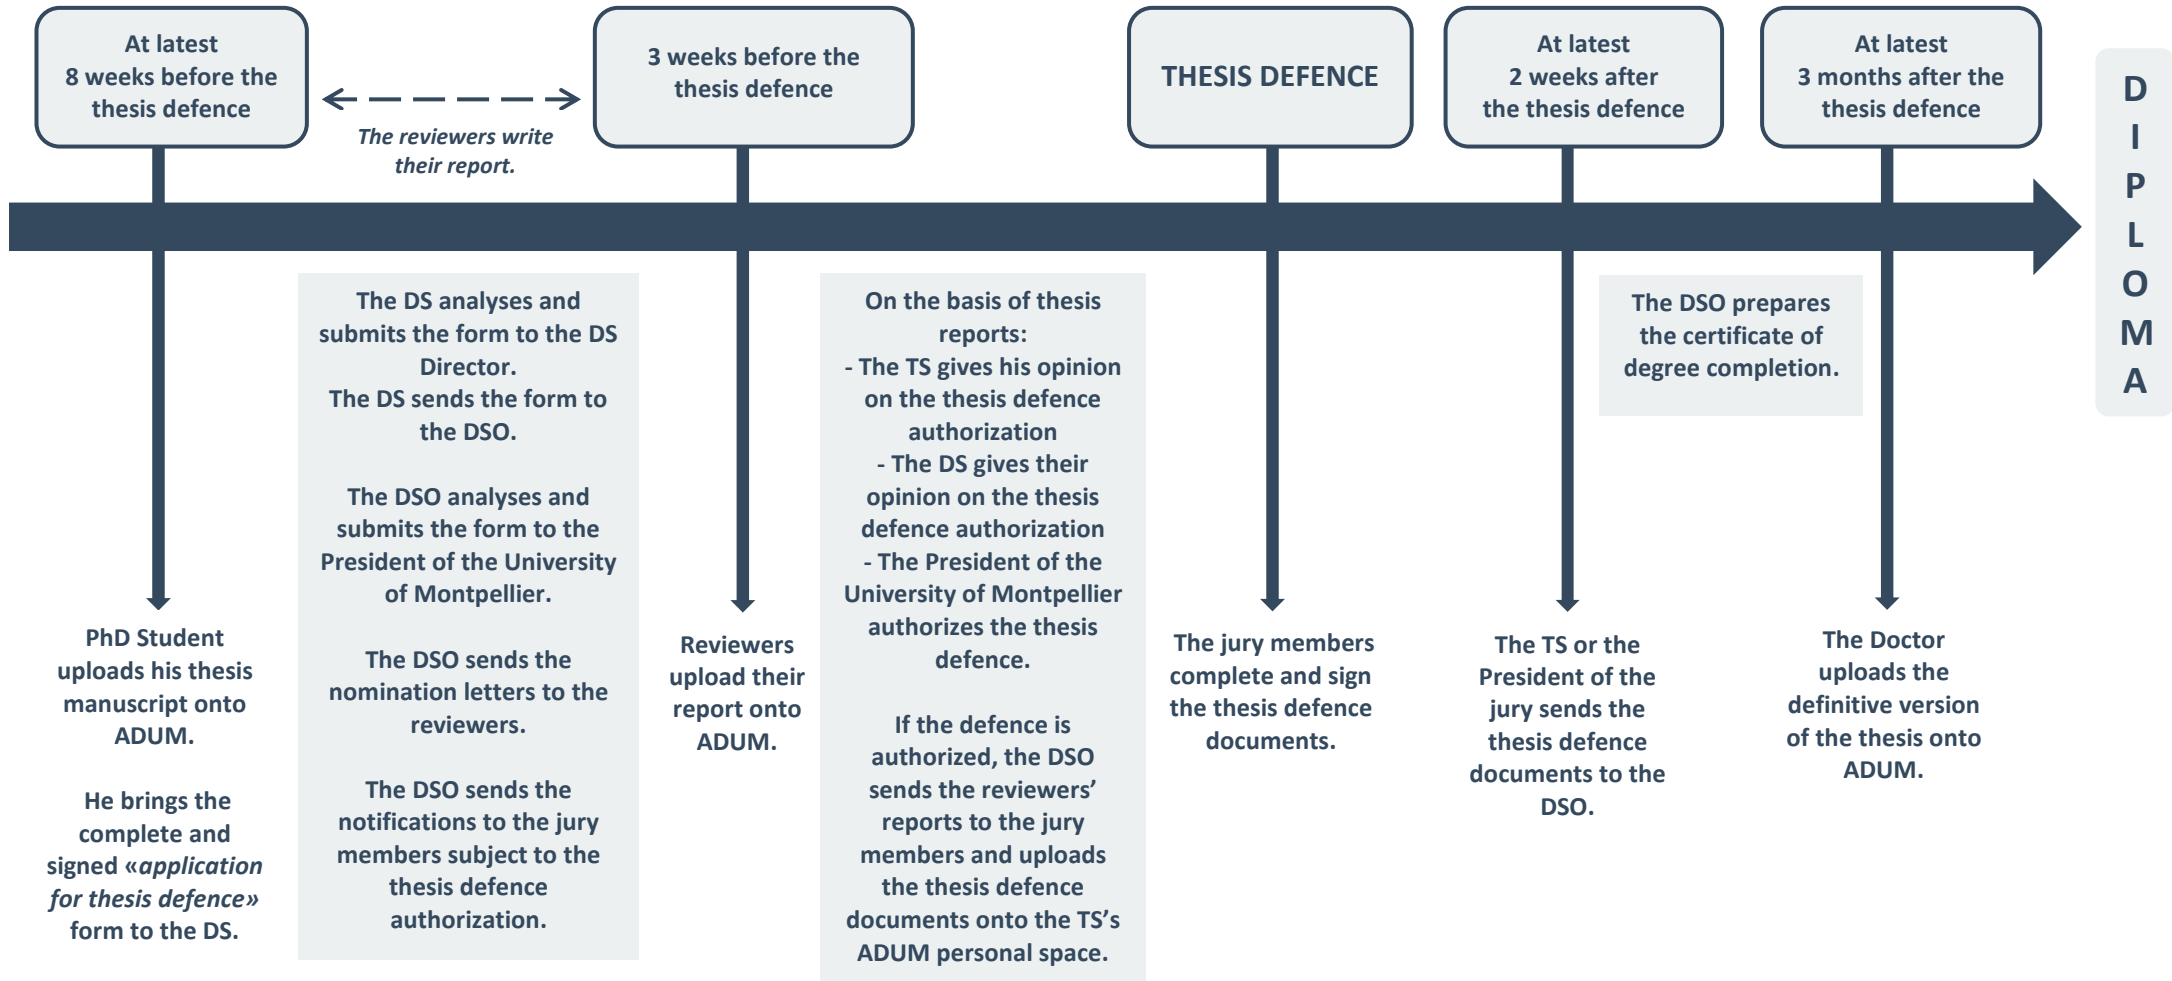 At latest
8 weeks before the
thesis defence
The reviewers write
their report.
3 weeks before the
thesis defence
THESIS DEFENCE
At latest
2 weeks after
the thesis defence
At latest
3 months after the
thesis defence
D
I
P
L
O
M
A
PhD Student
uploads his thesis
manuscript onto
ADUM.
He brings the
complete and
signed «application
for thesis defence»
form to the DS.
The DS analyses and
submits the form to the DS
Director.
The DS sends the form to
the DSO.
The DSO analyses and
submits the form to the
President of the University
of Montpellier.
The DSO sends the
nomination letters to the
reviewers.
The DSO sends the
notifications to the jury
members subject to the
thesis defence
authorization.
Reviewers
upload their
report onto
ADUM.
On the basis of thesis
reports:
- The TS gives his opinion
on the thesis defence
authorization
- The DS gives their
opinion on the thesis
defence authorization
- The President of the
University of Montpellier
authorizes the thesis
defence.
If the defence is
authorized, the DSO
sends the reviewers’
reports to the jury
members and uploads
the thesis defence
documents onto the TS’s
ADUM personal space.
The jury members
complete and sign
the thesis defence
documents.
The TS or the
President of the
jury sends the
thesis defence
documents to the
DSO.
The DSO prepares
the certificate of
degree completion.
The Doctor
uploads the
definitive version
of the thesis onto
ADUM.